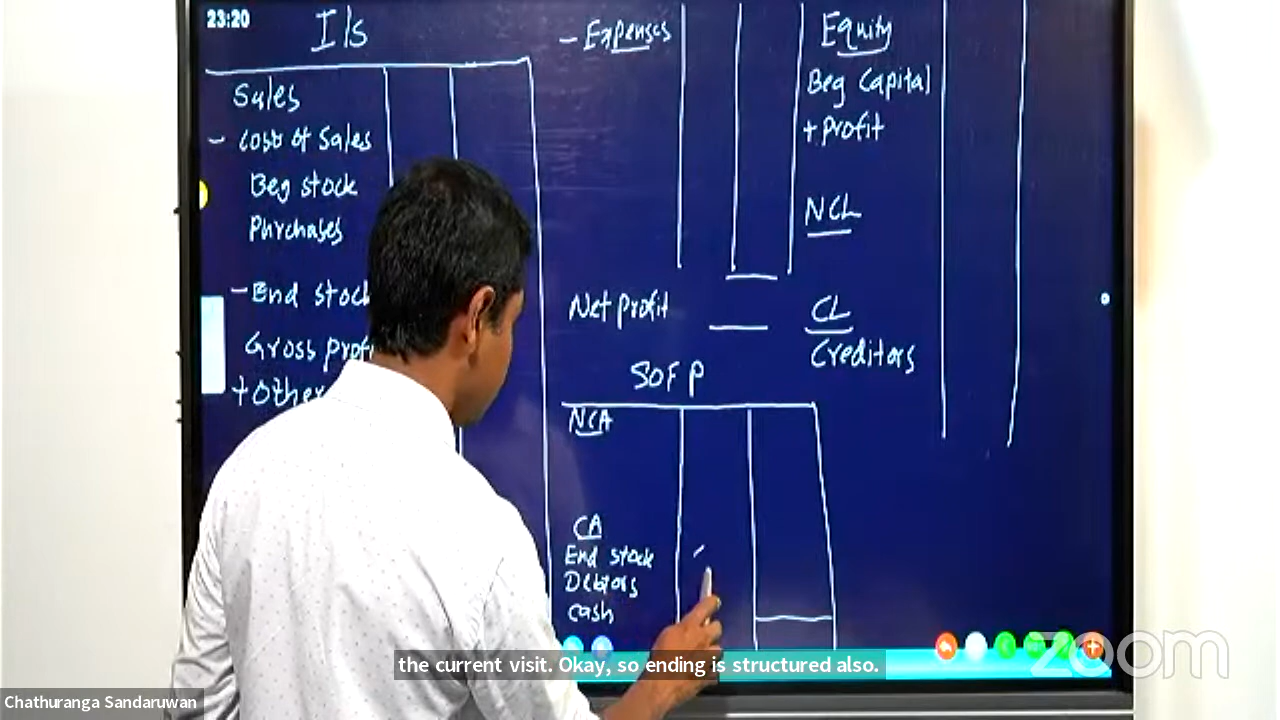 23:20
I/s
Sales
- Cost of Sales
Beg stock
Purchases
- End stock
Gross
+ Other
- Expenses
Net profit
SOFP
NCA
CA
End stock
Debtors
Cash
Equity
Beg Capital
+ Profit
NCL
CL
Creditors
zoom
the current visit. Okay, so ending is structured also.
Chathuranga Sandaruwan